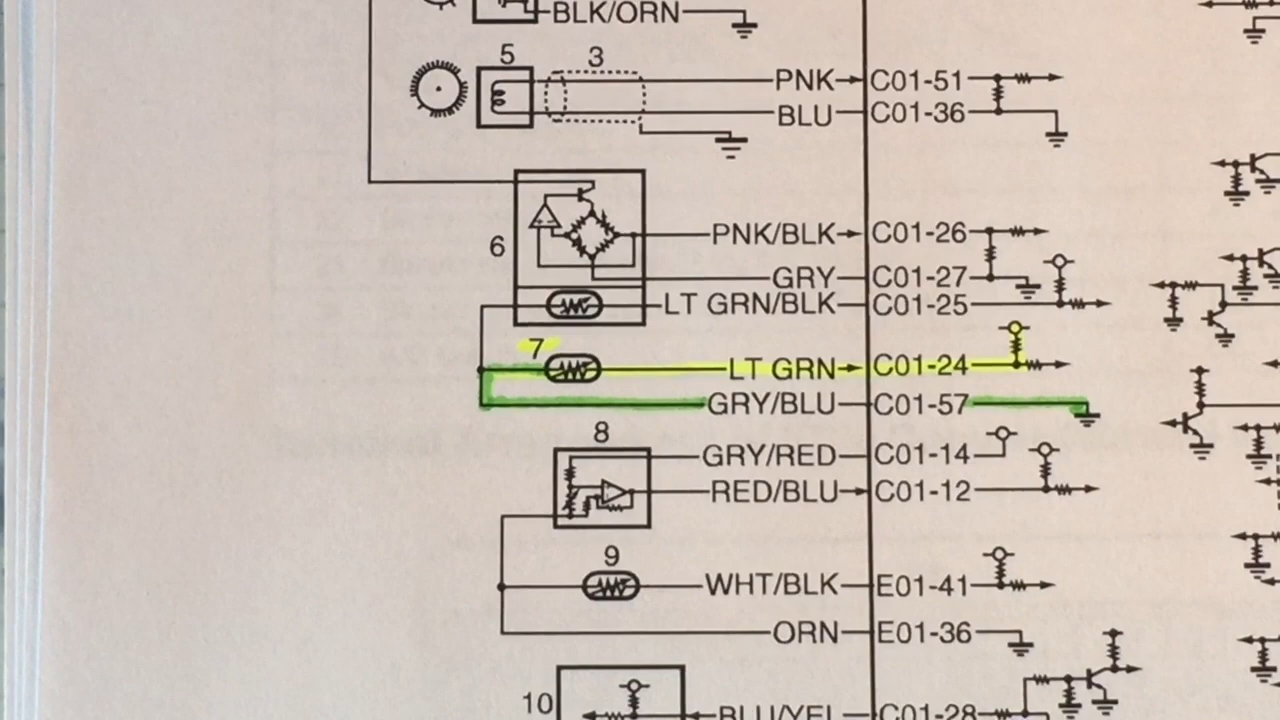 BLK/ORN
5 3
PNK C01-51
BLU C01-36
6
PNK/BLK C01-26
GRY C01-27
LT GRN/BLK C01-25
7
LT GRN C01-24
GRY/BLU C01-57
8
GRY/RED C01-14
RED/BLU C01-12
9
WHT/BLK E01-41
ORN E01-36
10
BLU/YEL C01-28